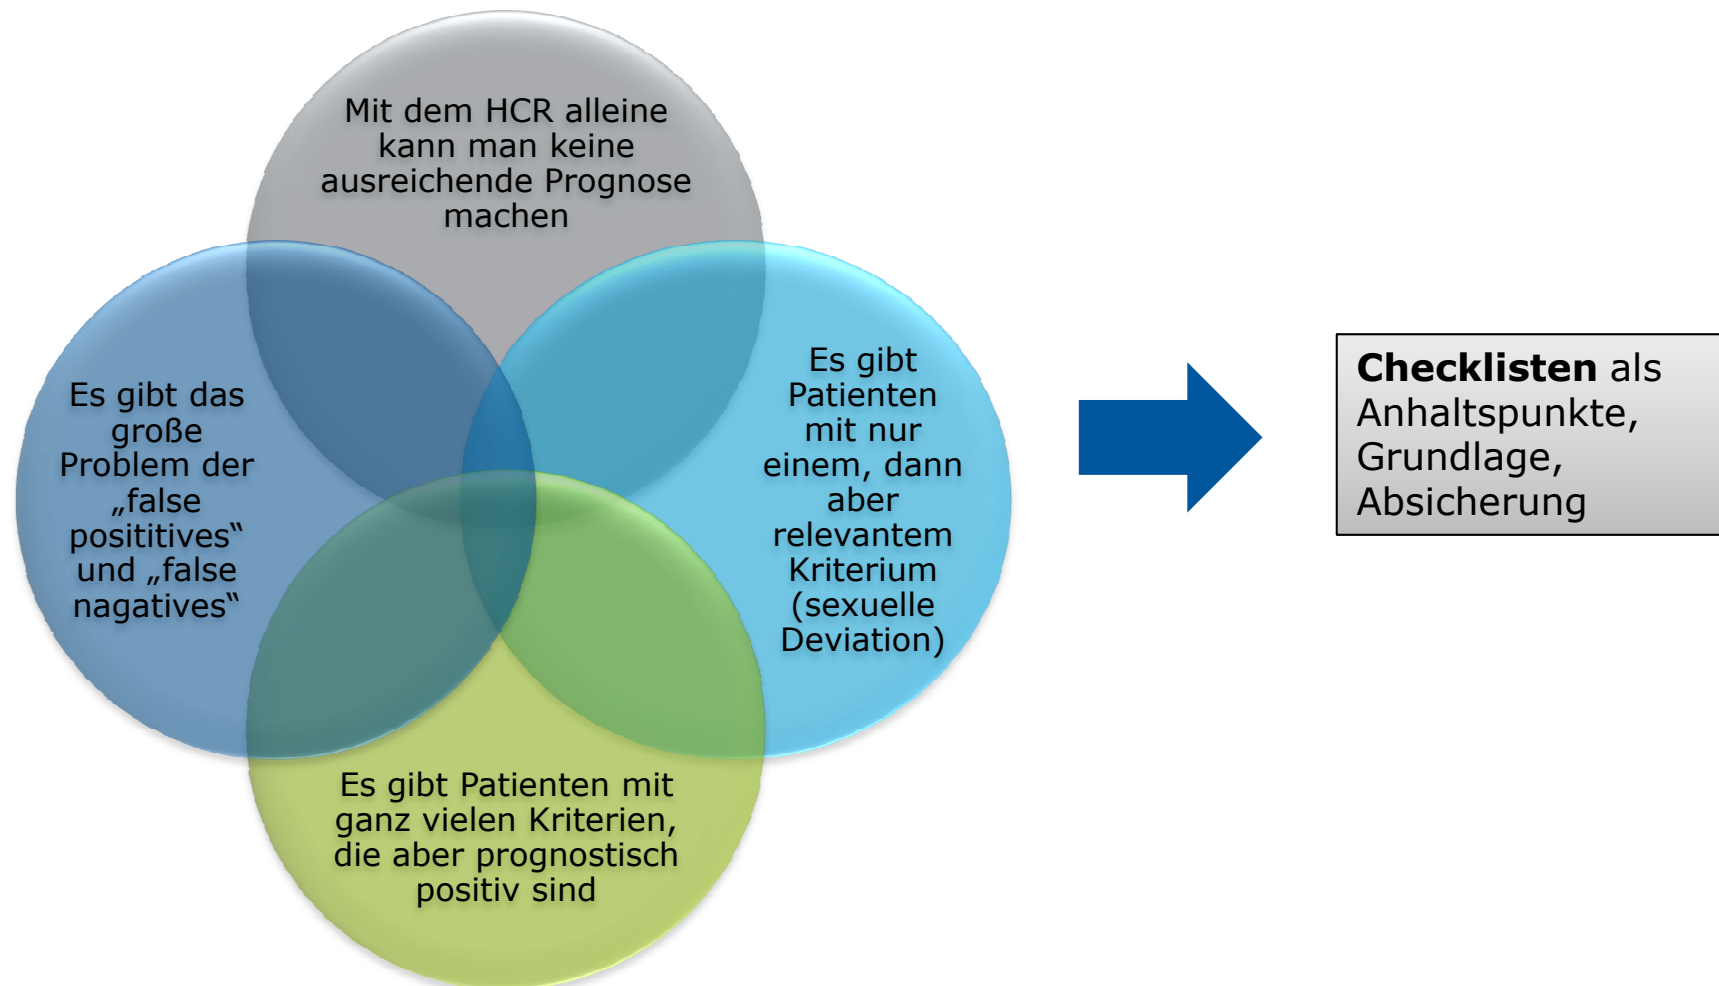 Mit dem HCR alleine
kann man keine
ausreichende Prognose
machen
Es gibt das
große
Problem der
„false
posititives“
und „false
nagatives“
Es gibt
Patienten
mit nur
einem, dann
aber
relevantem
Kriterium
(sexuelle
Deviation)
Es gibt Patienten mit
ganz vielen Kriterien,
die aber prognostisch
positiv sind
Checklisten als
Anhaltspunkte,
Grundlage,
Absicherung